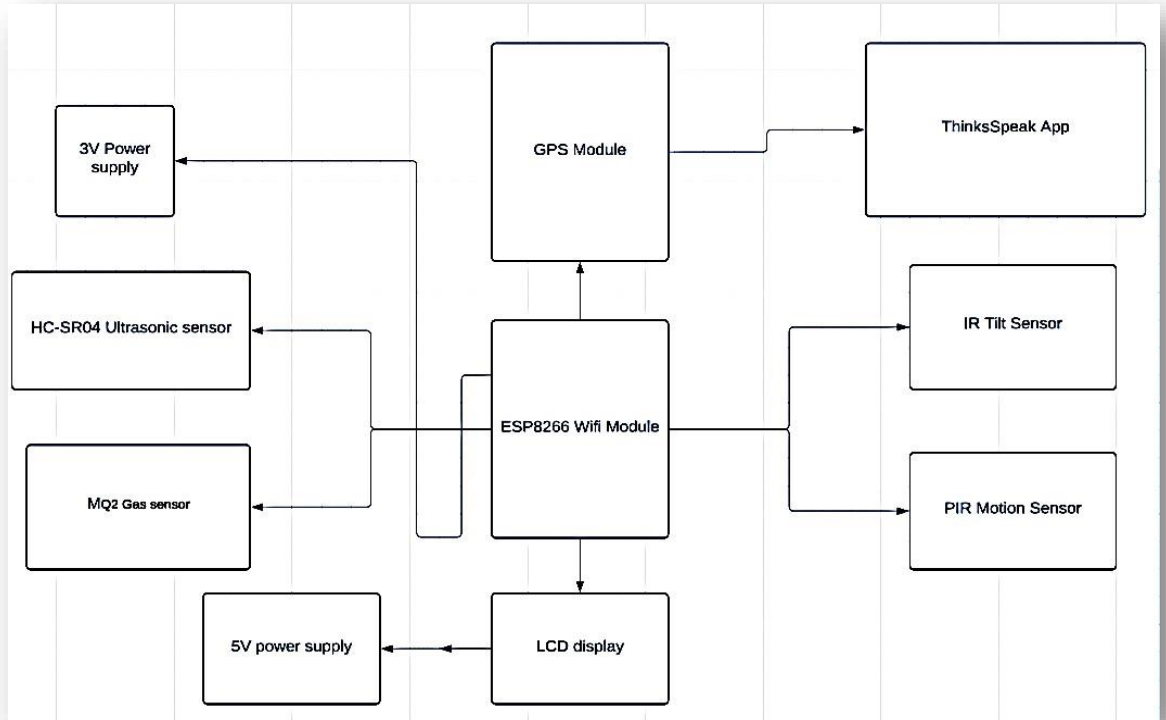 3V Power
supply
GPS Module
ThinksSpeak App
HC-SR04 Ultrasonic sensor
IR Tilt Sensor
ESP8266 Wifi Module
MQ2 Gas sensor
PIR Motion Sensor
5V power supply
LCD display